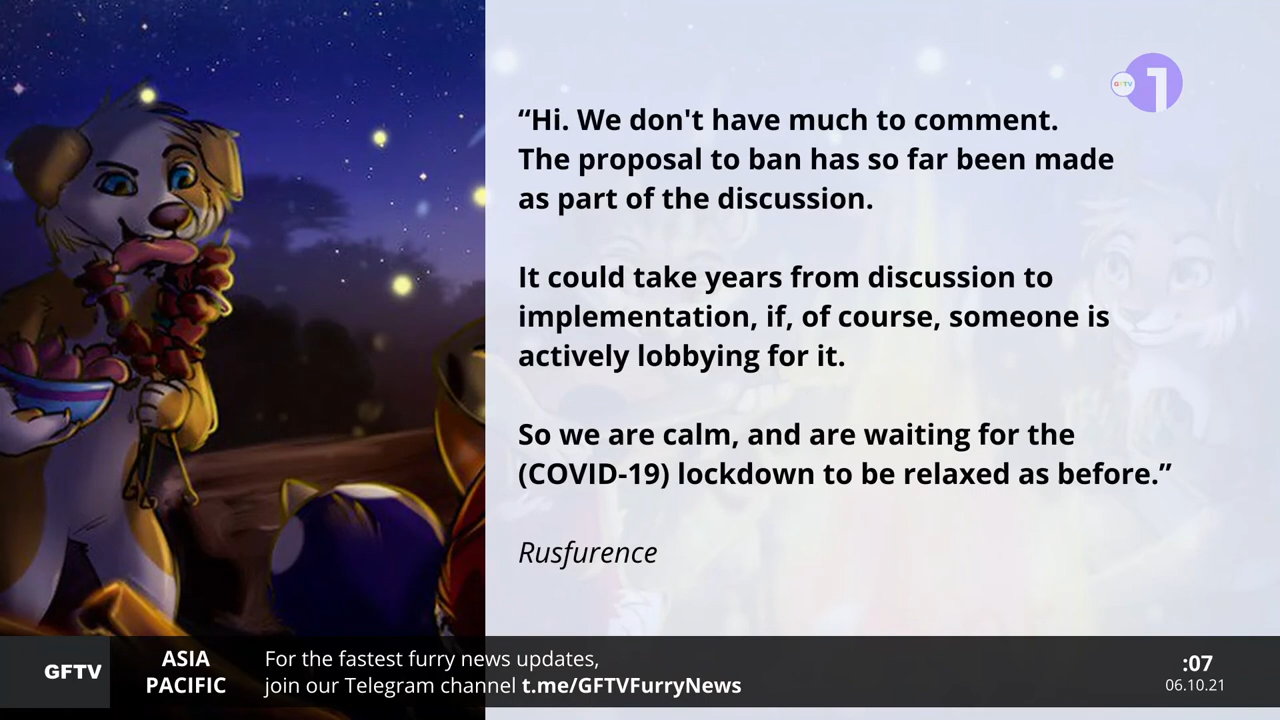 GFTV
1
“Hi. We don't have much to comment.
The proposal to ban has so far been made
as part of the discussion.
It could take years from discussion to
implementation, if, of course, someone is
actively lobbying for it.
So we are calm, and are waiting for the
(COVID-19) lockdown to be relaxed as before.”
Rusfurence
GFTV
ASIA
PACIFIC
For the fastest furry news updates,
join our Telegram channel t.me/GFTVFurryNews
:07
06.10.21